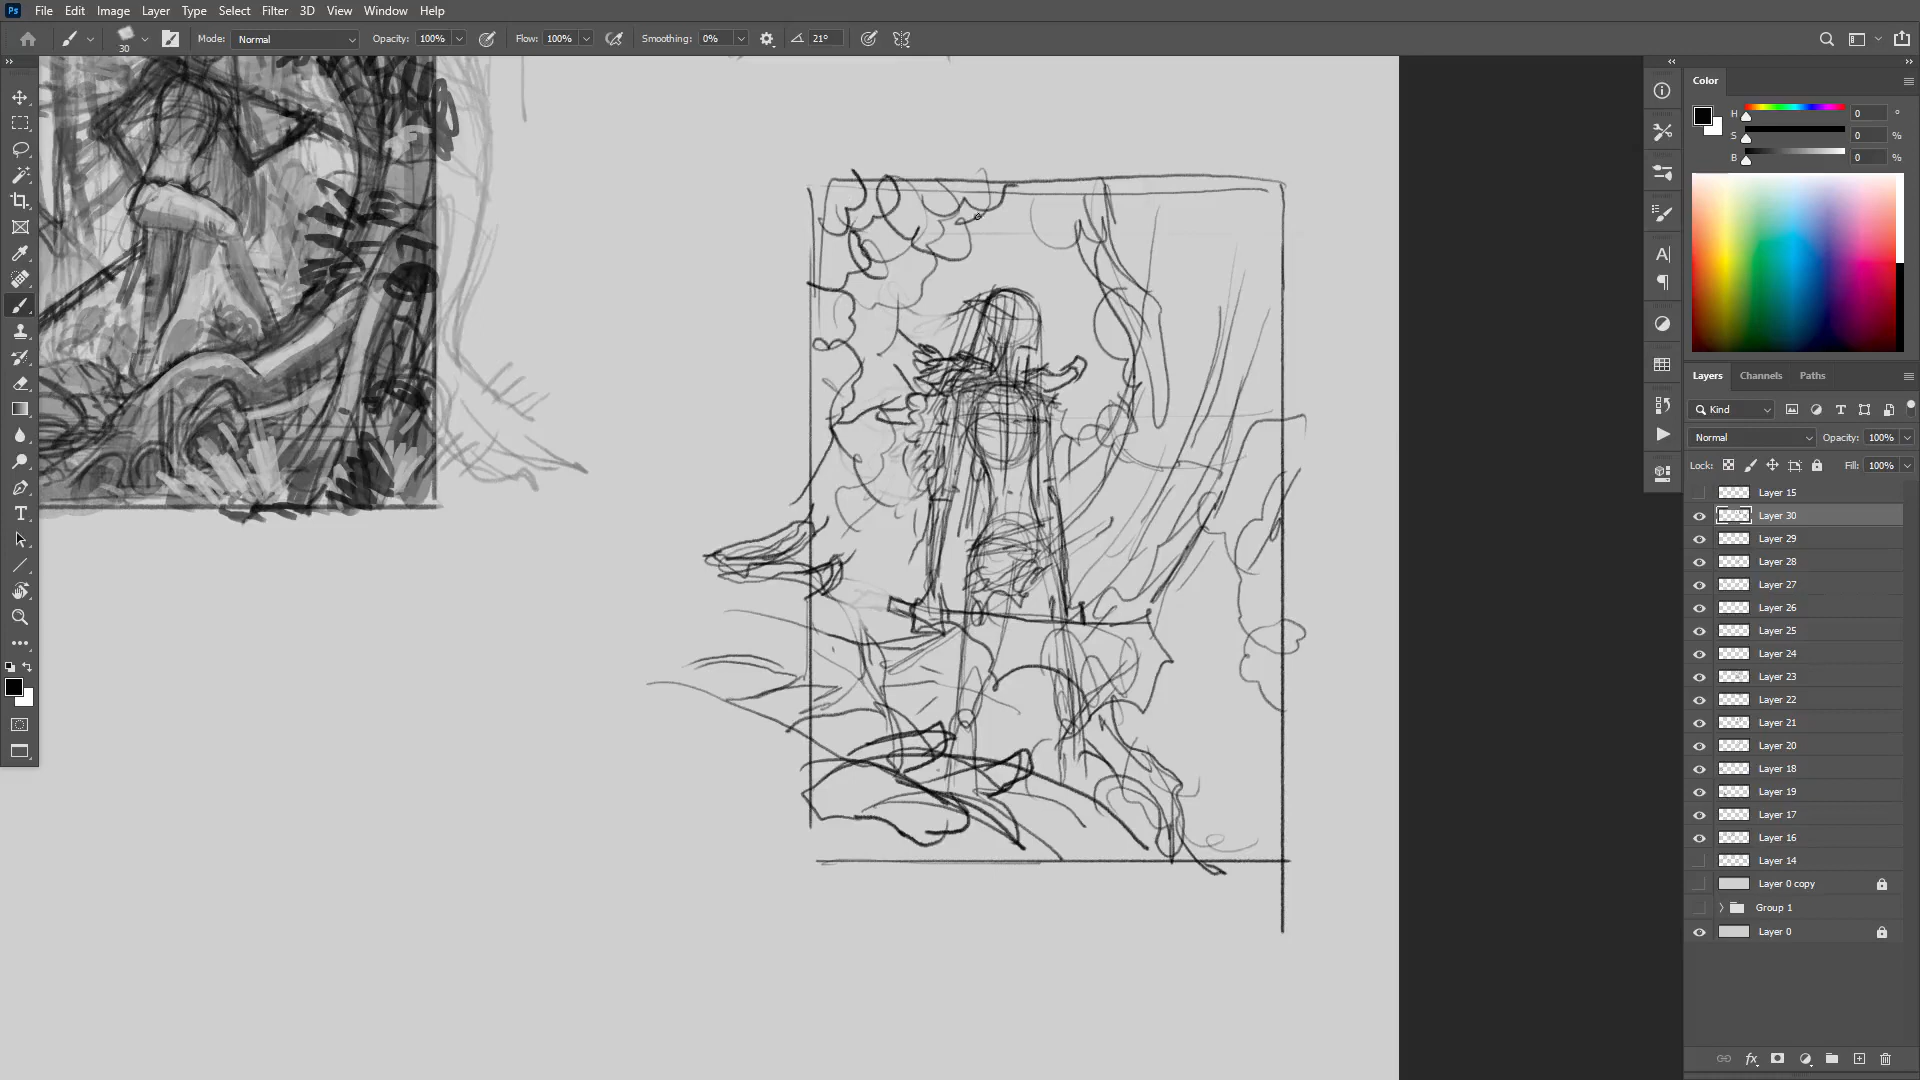 Ps File Edit Image Layer Type Select Filter 3D View Window Help
30 Mode: Normal Opacity: 100% Flow: 100% Smoothing: 0% 21°
Color
H 0 °
S 0 %
B 0 %
Layers Channels Paths
Kind
Normal Opacity: 100%
Lock: Fill: 100%
Layer 15
Layer 30
Layer 29
Layer 28
Layer 27
Layer 26
Layer 25
Layer 24
Layer 23
Layer 22
Layer 21
Layer 20
Layer 18
Layer 19
Layer 17
Layer 16
Layer 14
Layer 0 copy
Group 1
Layer 0